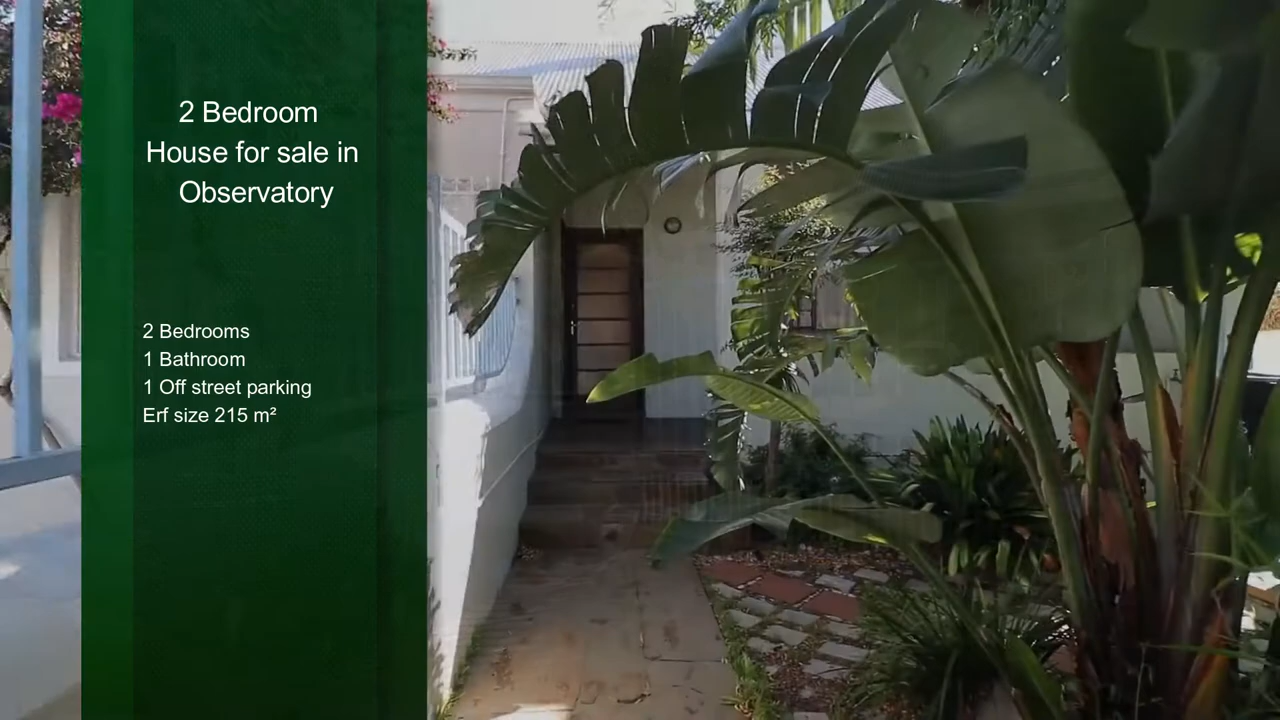 2 Bedroom
House for sale in
Observatory
2 Bedrooms
1 Bathroom
1 Off street parking
Erf size 215 m²